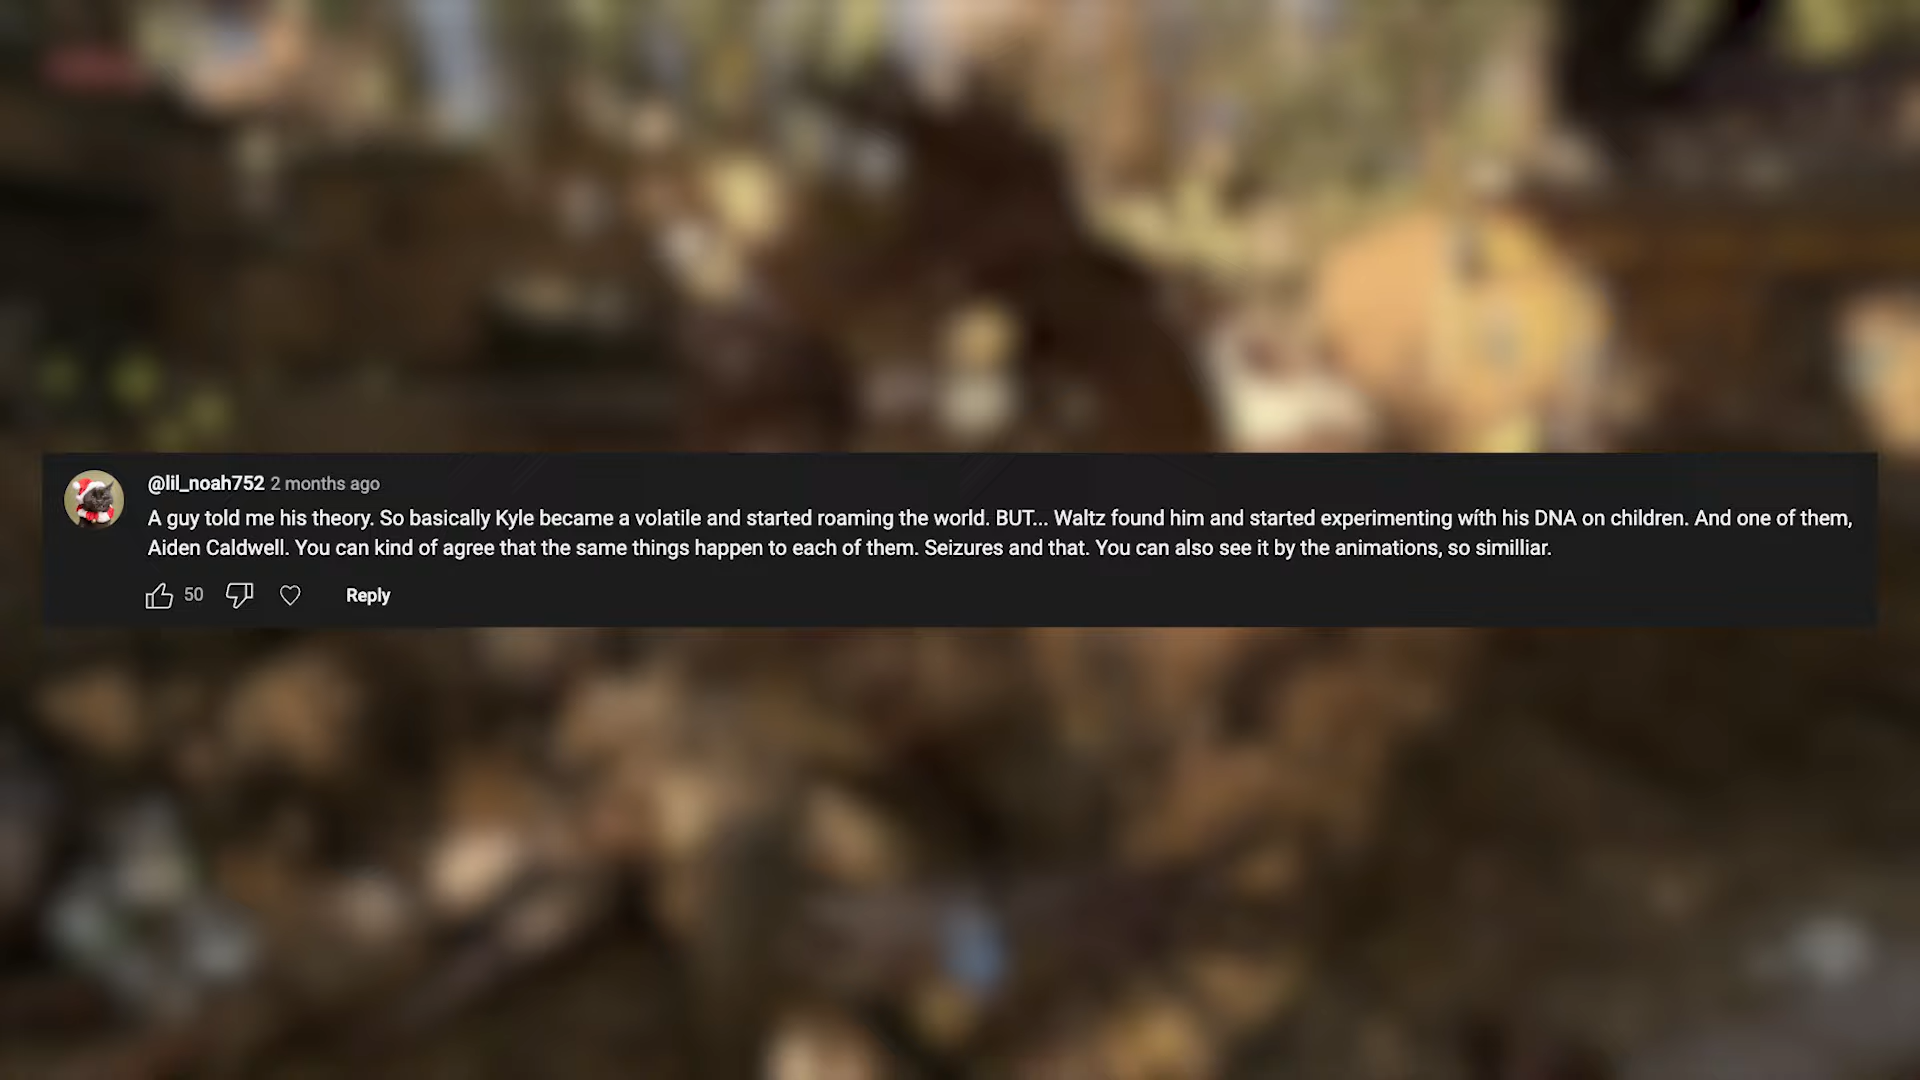 @lil_noah752 2 months ago
A guy told me his theory. So basically Kyle became a volatile and started roaming the world. BUT... Waltz found him and started experimenting wíth his DNA on children. And one of them,
Aiden Caldwell. You can kind of agree that the same things happen to each of them. Seizures and that. You can also see it by the animations, so similliar.
50 Reply